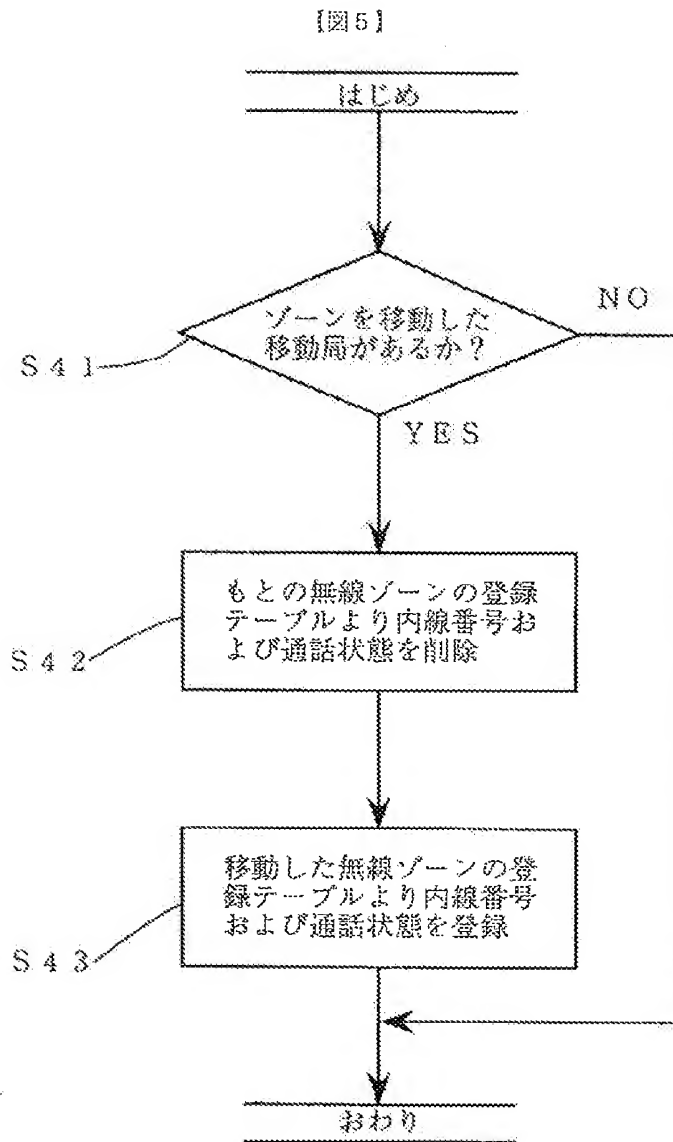 【図5】
はじめ
ゾーンを移動した
移動局があるか?
NO
S41
YES
もとの無線ゾーンの登録
テーブルより内線番号お
よび通話状態を削除
S42
移動した無線ゾーンの登
録テーブルより内線番号
および通話状態を登録
S43
おわり